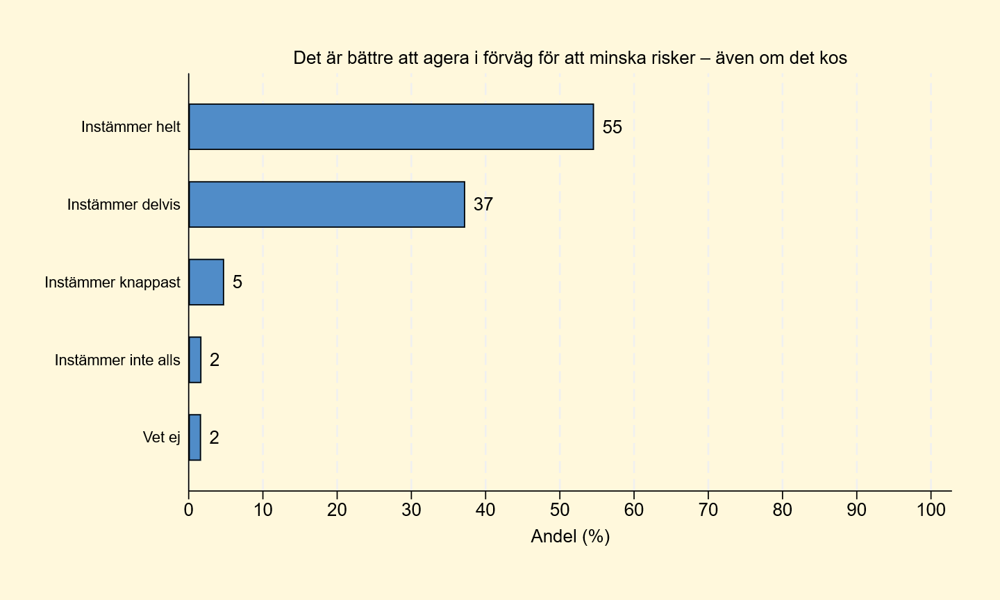 Det är bättre att agera i förväg för att minska risker – även om det kos
Instämmer helt
55
Instämmer delvis
37
Instämmer knappast
5
Instämmer inte alls
2
Vet ej
2
0 10 20 30 40 50 60 70 80 90 100
Andel (%)